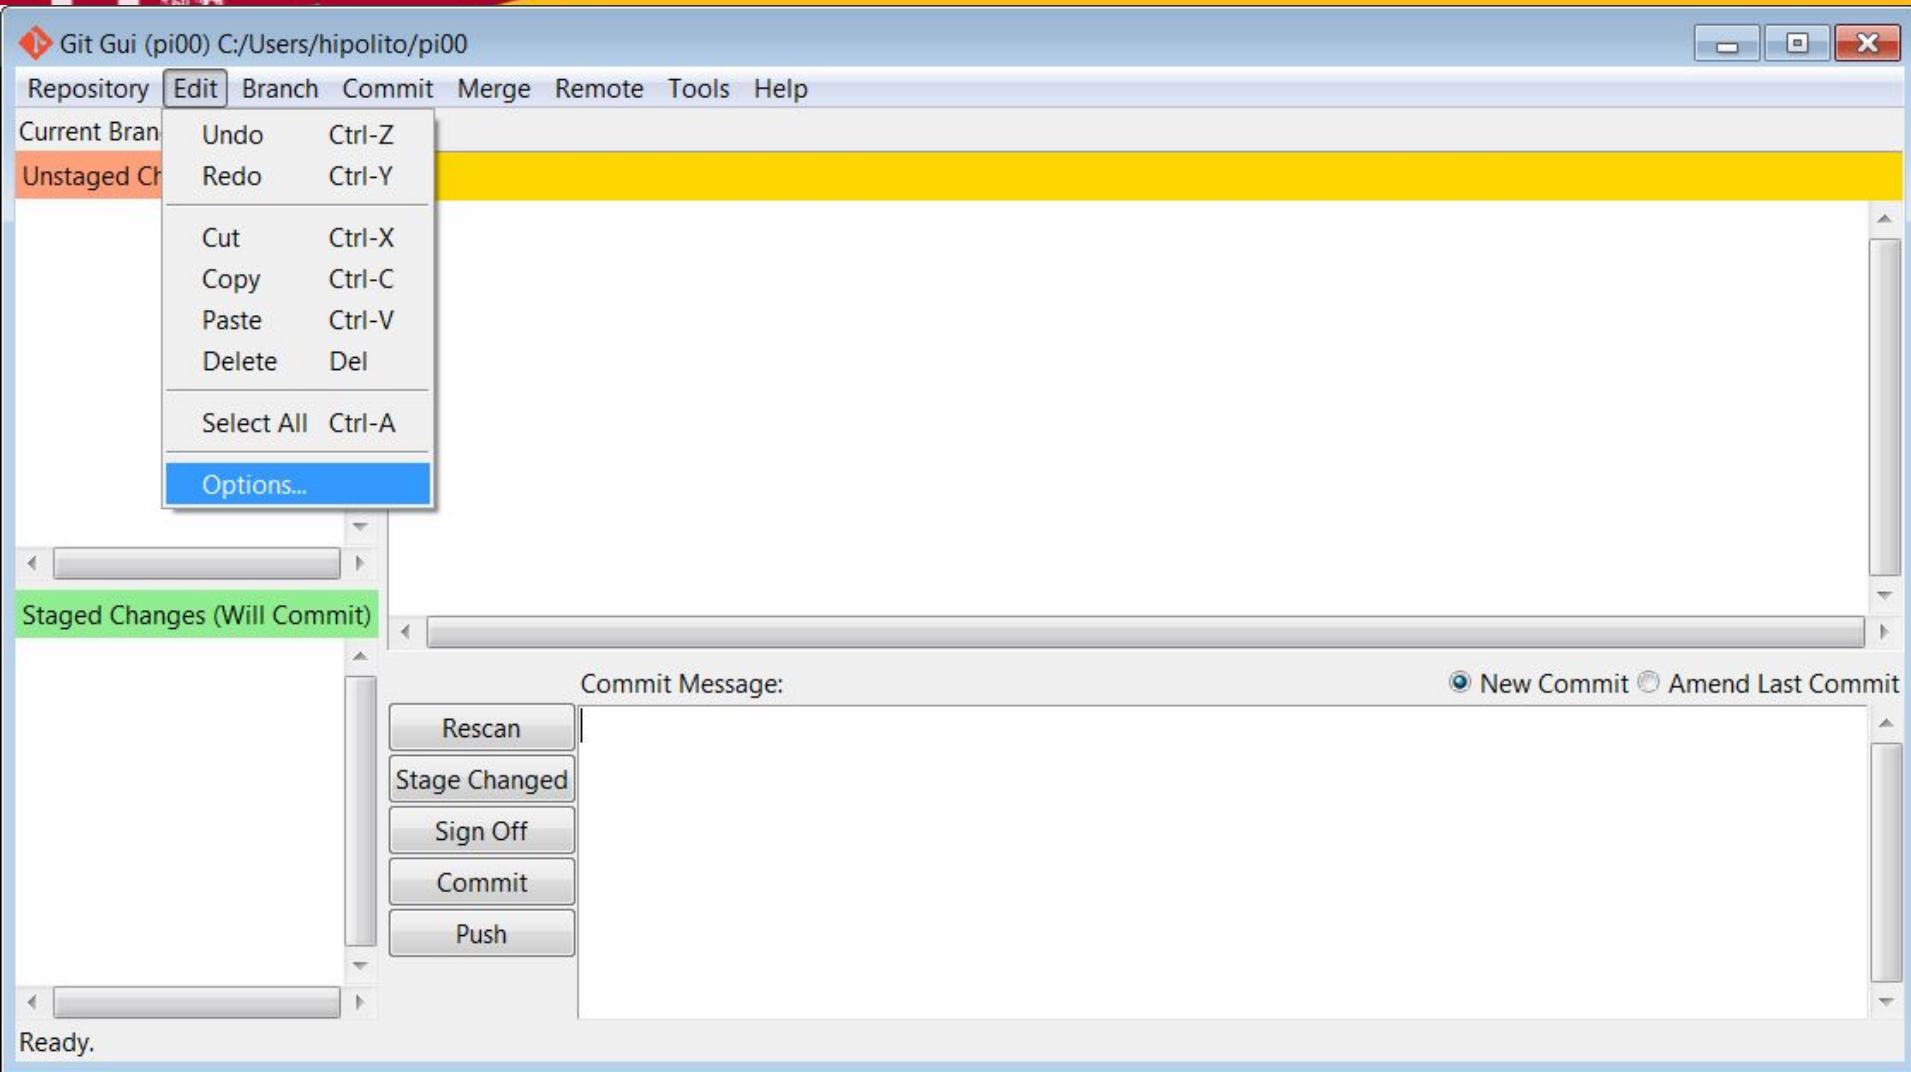 Git Gui (pi00) C:/Users/hipolito/pi00
Repository Edit Branch Commit Merge Remote Tools Help
Current Bran
Unstaged Ch
Undo Ctrl-Z
Redo Ctrl-Y
Cut Ctrl-X
Copy Ctrl-C
Paste Ctrl-V
Delete Del
Select All Ctrl-A
Options...
Staged Changes (Will Commit)
Commit Message:
New Commit Amend Last Commit
Rescan
Stage Changed
Sign Off
Commit
Push
Ready.